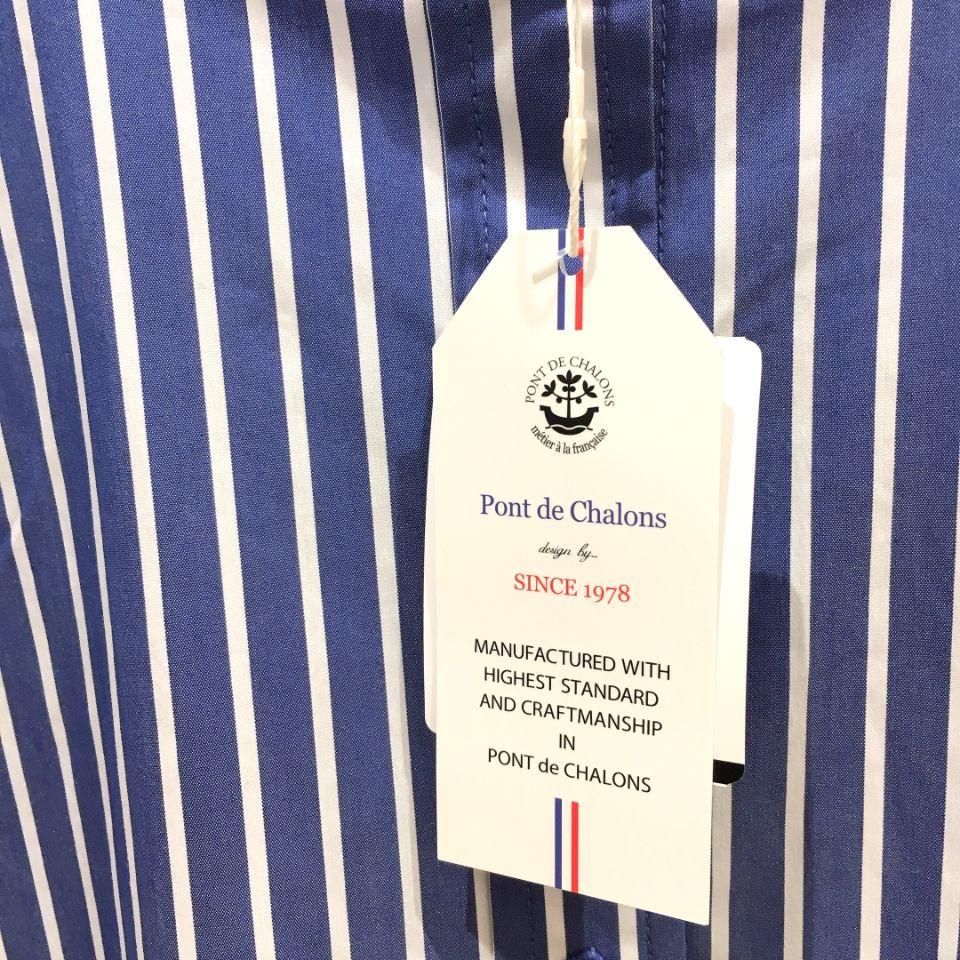 PONT DE CHALONS
métier à la française
Pont de Chalons
design by...
SINCE 1978
MANUFACTURED WITH
HIGHEST STANDARD
AND CRAFTMANSHIP
IN
PONT de CHALONS